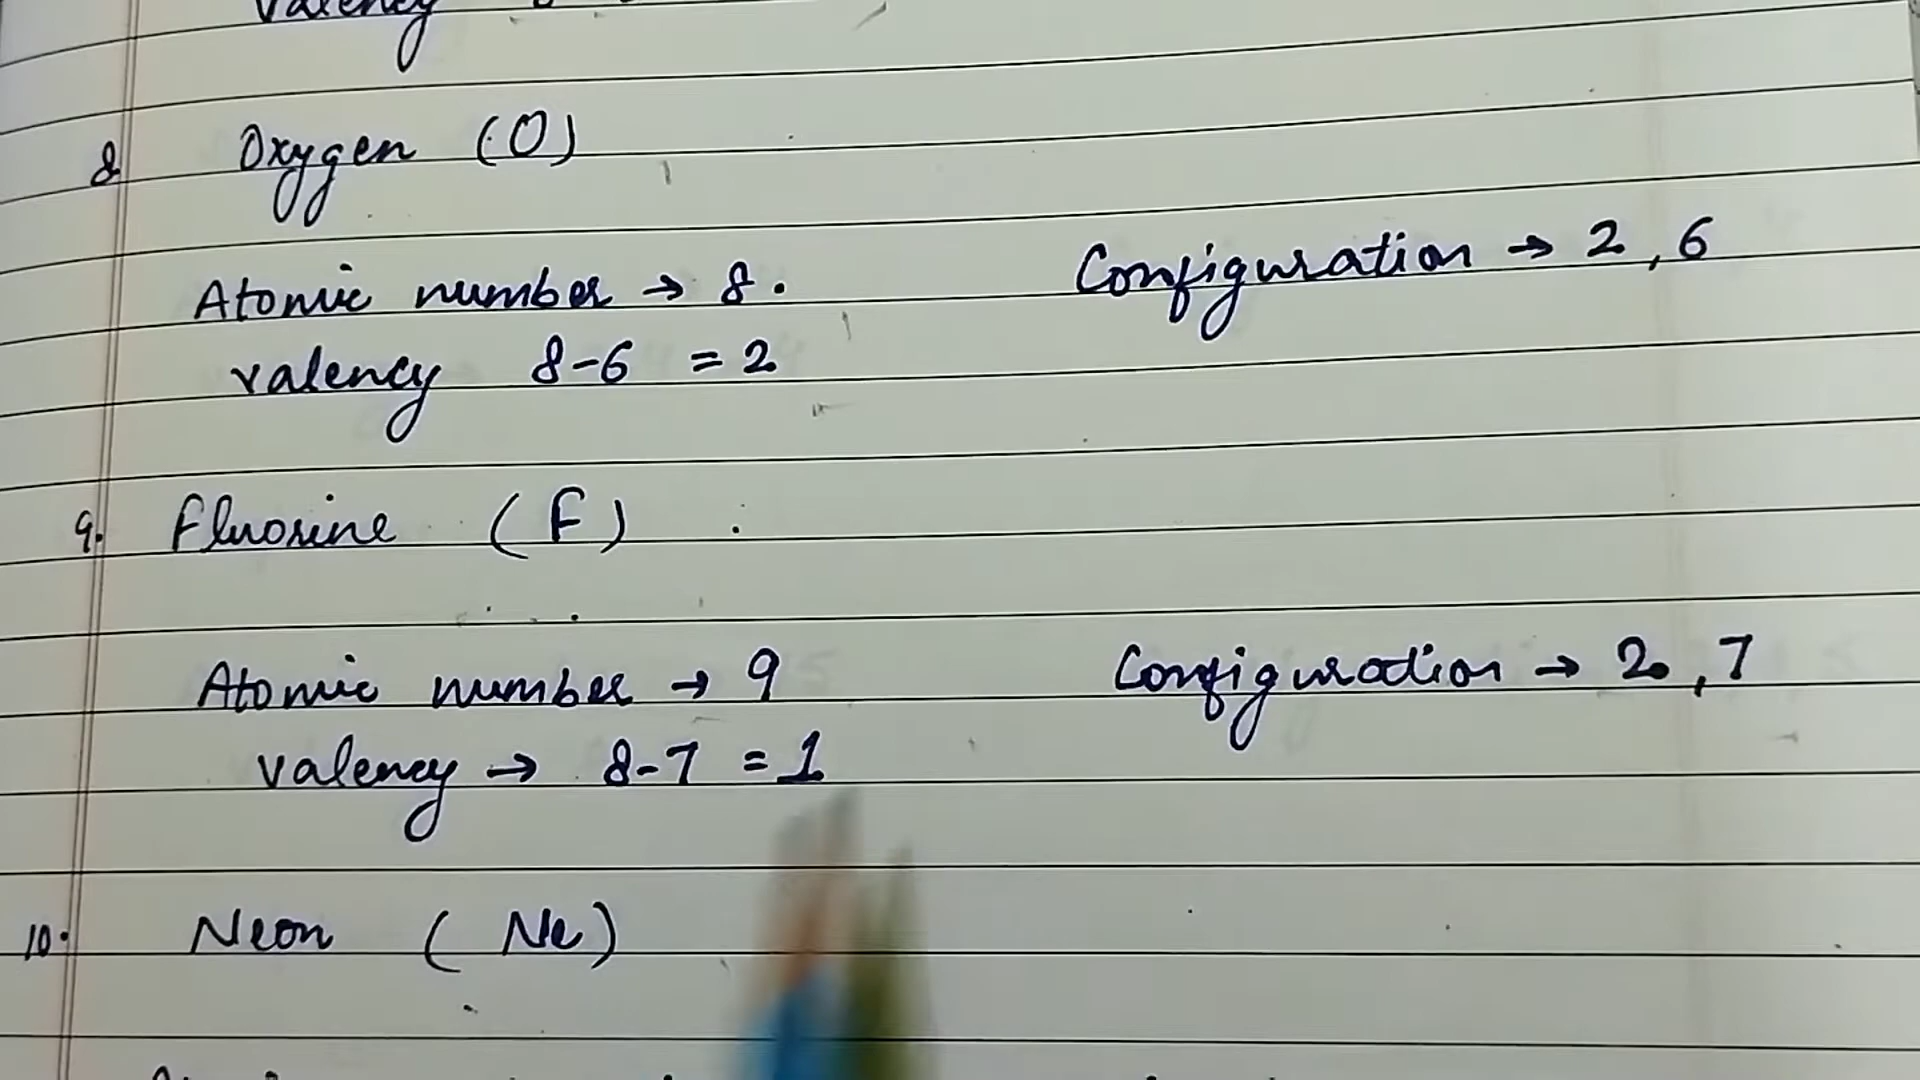 Valency
8 Oxygen (O)
Atomic number → 8. Configuration → 2, 6
valency 8-6 = 2
9. Fluorine (F)
Atomic number → 9 Configuration → 2, 7
valency → 8-7 = 1
10. Neon (Ne)